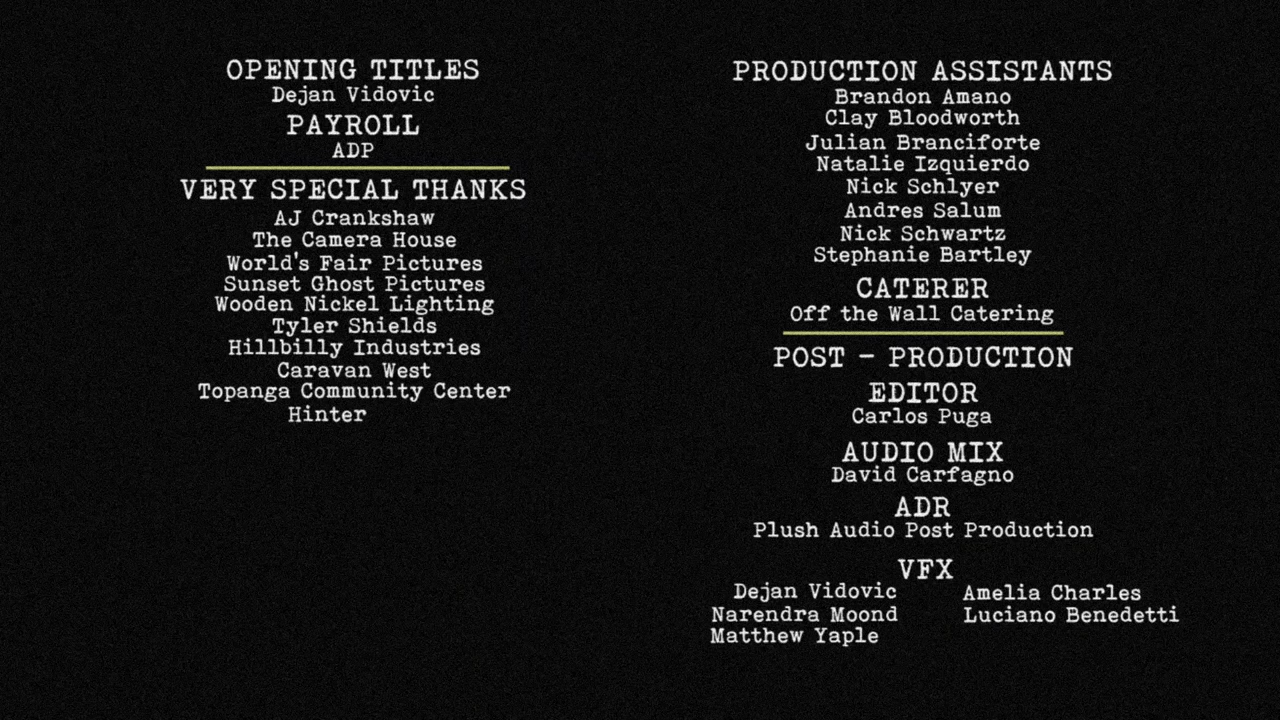 OPENING TITLES
Dejan Vidovic
PAYROLL
ADP
VERY SPECIAL THANKS
AJ Crankshaw
The Camera House
World's Fair Pictures
Sunset Ghost Pictures
Wooden Nickel Lighting
Tyler Shields
Hillbilly Industries
Caravan West
Topanga Community Center
Hinter
PRODUCTION ASSISTANTS
Brandon Amano
Clay Bloodworth
Julian Branciforte
Natalie Izquierdo
Nick Schlyer
Andres Salum
Nick Schwartz
Stephanie Bartley
CATERER
Off the Wall Catering
POST - PRODUCTION
EDITOR
Carlos Puga
AUDIO MIX
David Carfagno
ADR
Plush Audio Post Production
VFX
Dejan Vidovic
Narendra Moond
Matthew Yaple
Amelia Charles
Luciano Benedetti